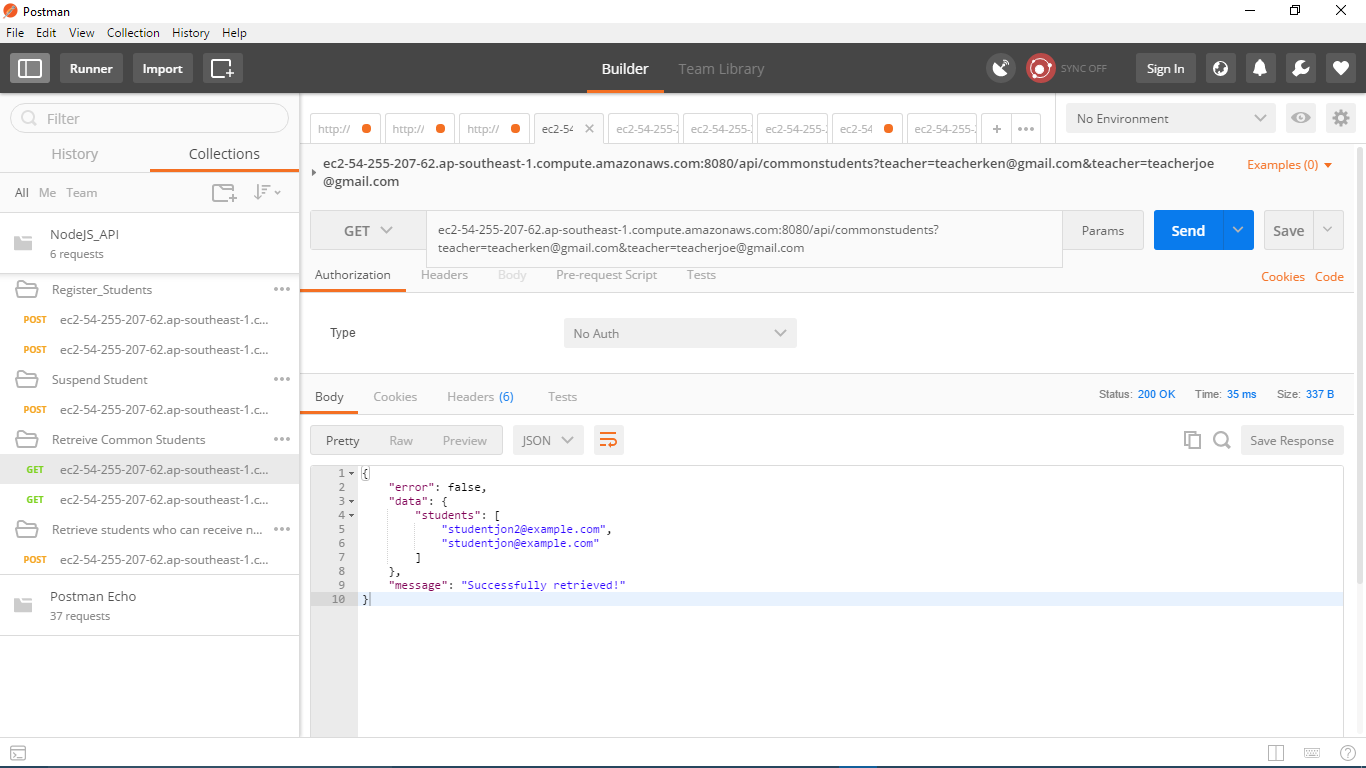 Postman
File Edit View Collection History Help
Runner Import Builder Team Library SYNC OFF Sign In
Filter
History Collections
All Me Team
NodeJS_API
6 requests
Register_Students
POST ec2-54-255-207-62.ap-southeast-1.c...
POST ec2-54-255-207-62.ap-southeast-1.c...
Suspend Student
POST ec2-54-255-207-62.ap-southeast-1.c...
Retreive Common Students
GET ec2-54-255-207-62.ap-southeast-1.c...
GET ec2-54-255-207-62.ap-southeast-1.c...
Retrieve students who can receive n...
POST ec2-54-255-207-62.ap-southeast-1.c...
Postman Echo
37 requests
http:// http:// http:// ec2-54 ec2-54-255-2 ec2-54-255- ec2-54-255-2 ec2-54 ec2-54-255-2 No Environment
ec2-54-255-207-62.ap-southeast-1.compute.amazonaws.com:8080/api/commonstudents?teacher=teacherken@gmail.com&teacher=teacherjoe
@gmail.com
Examples (0)
GET
ec2-54-255-207-62.ap-southeast-1.compute.amazonaws.com:8080/api/commonstudents?
teacher=teacherken@gmail.com&teacher=teacherjoe@gmail.com
Params Send Save
Authorization Headers Body Pre-request Script Tests Cookies Code
Type No Auth
Body Cookies Headers (6) Tests Status: 200 OK Time: 35 ms Size: 337 B
Pretty Raw Preview JSON Save Response
1 {
2 "error": false,
3 "data": {
4 "students": [
5 "studentjon2@example.com",
6 "studentjon@example.com"
7 ]
8 },
9 "message": "Successfully retrieved!"
10 }